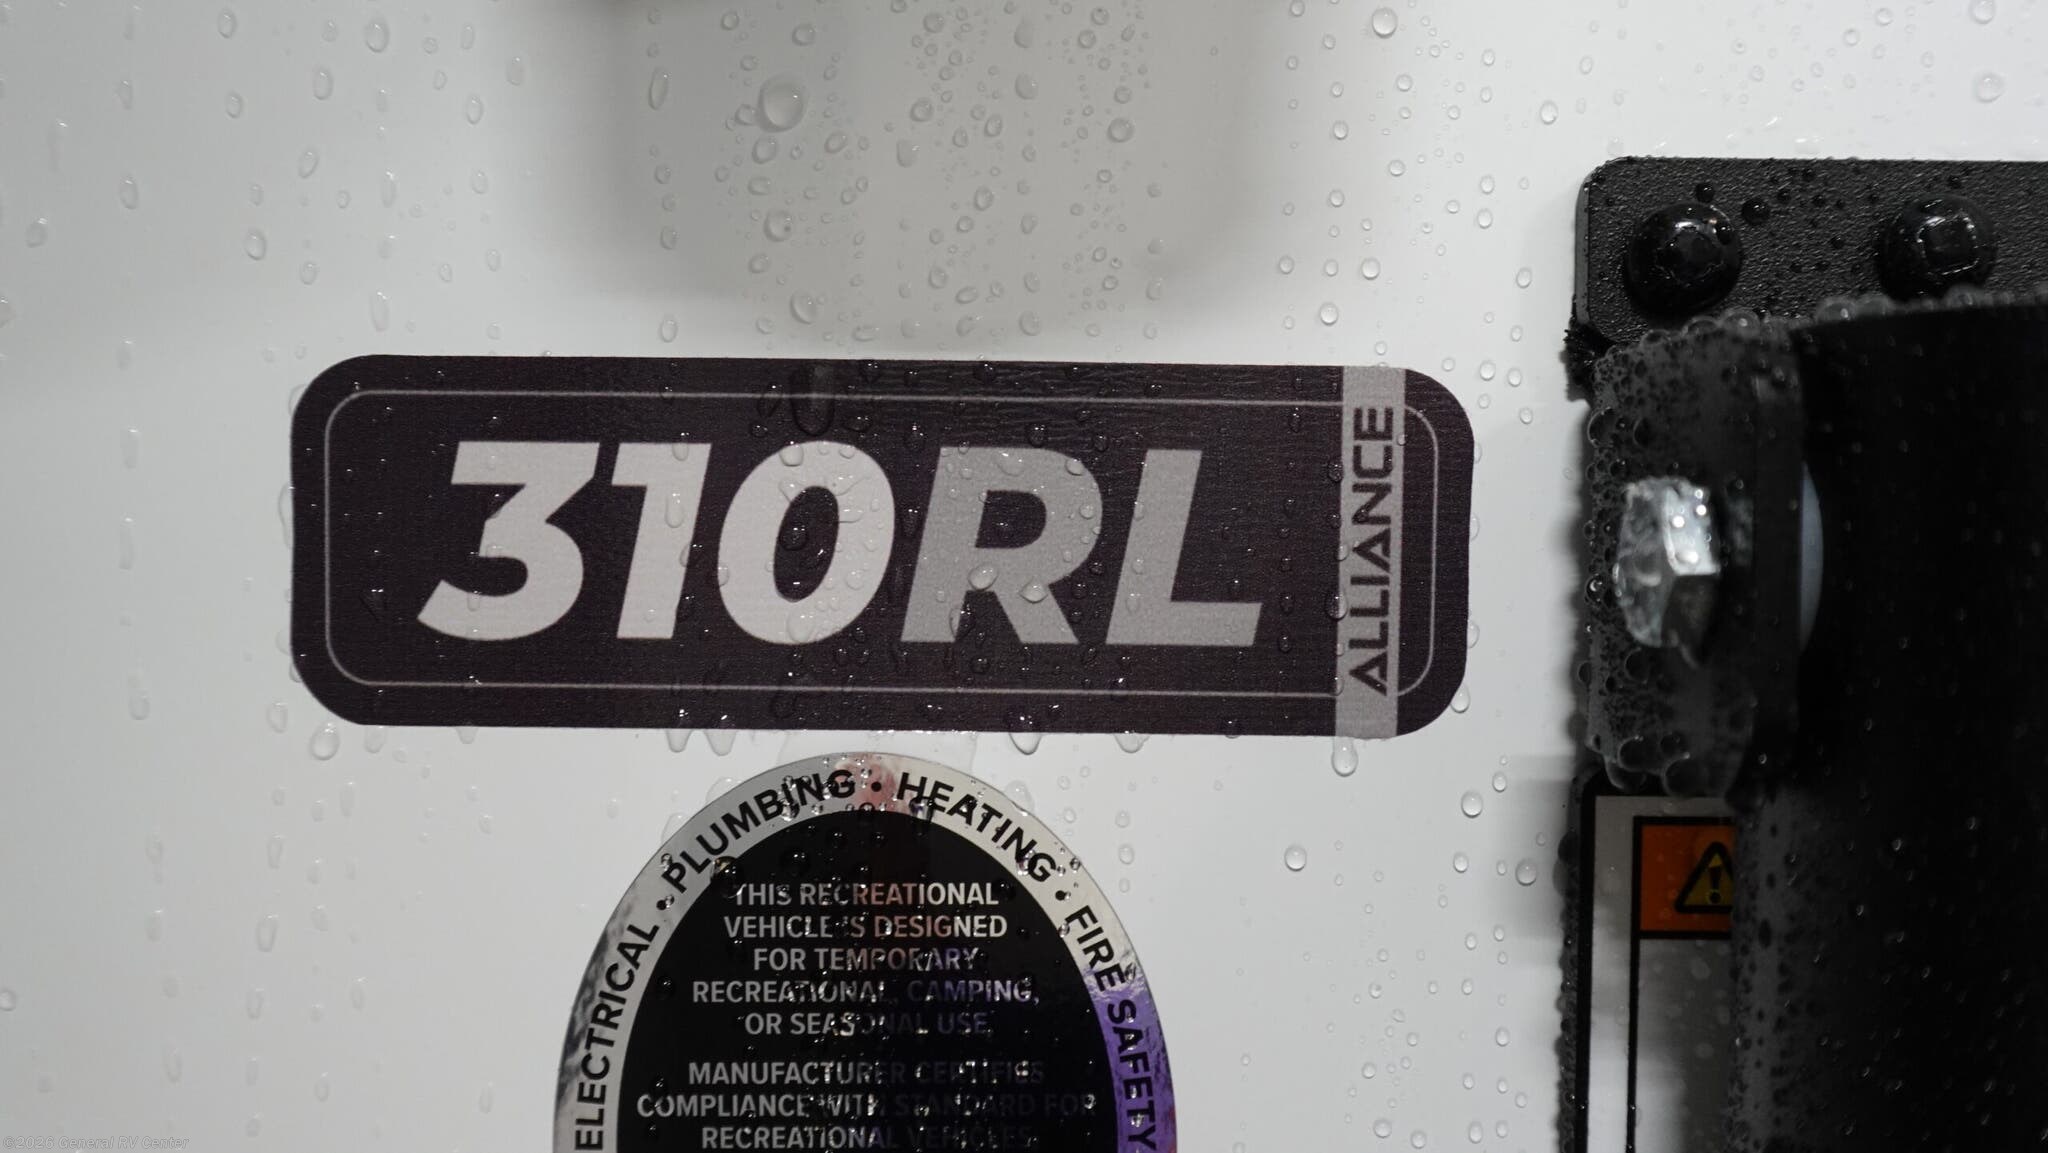 310RL
ALLIANCE
ELECTRICAL • PLUMBING • HEATING • FIRE SAFETY
THIS RECREATIONAL
VEHICLE IS DESIGNED
FOR TEMPORARY
RECREATIONAL, CAMPING,
OR SEASONAL USE
MANUFACTURER CERTIFIES
COMPLIANCE WITH STANDARD FOR
RECREATIONAL VEHICLES
©2025 General RV Center